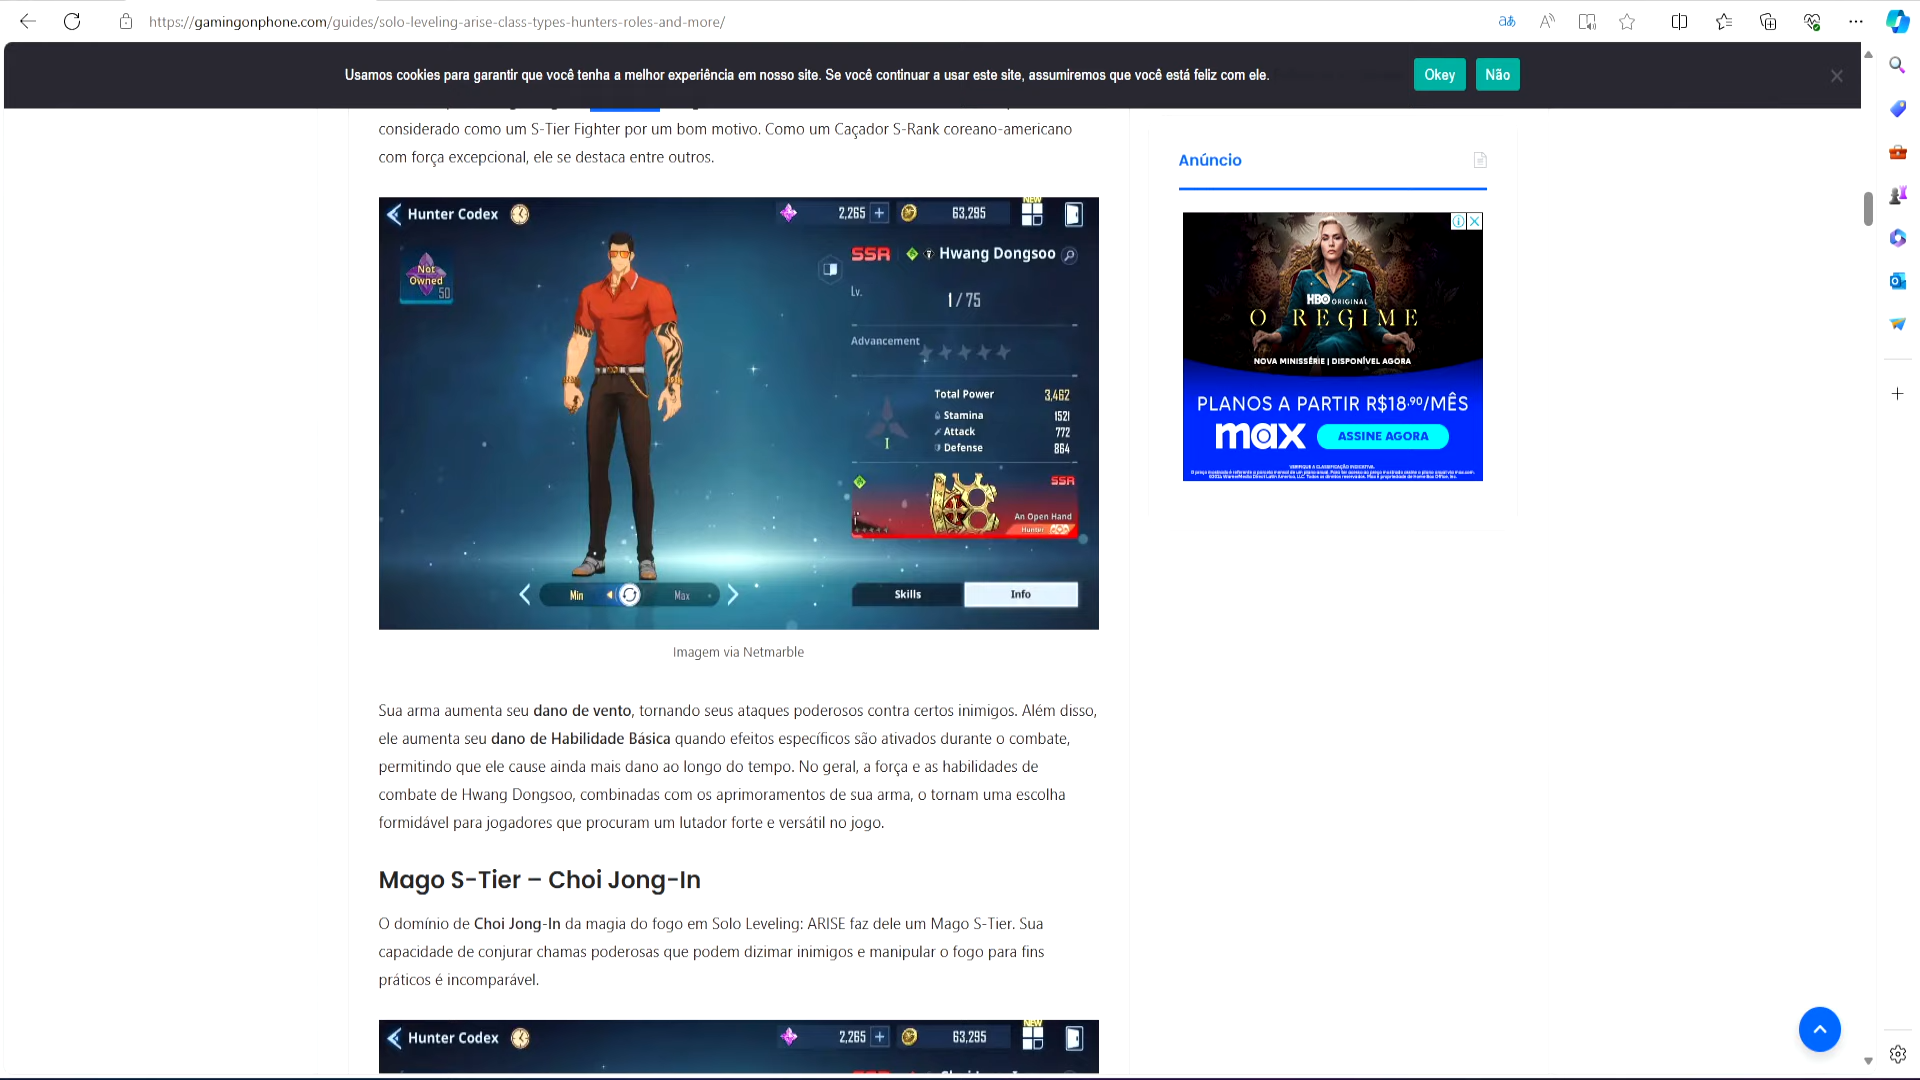 https://gamingonphone.com/guides/solo-leveling-arise-class-types-hunters-roles-and-more/
Usamos cookies para garantir que você tenha a melhor experiência em nosso site. Se você continuar a usar este site, assumiremos que você está feliz com ele.
Okey
Não
considerado como um S-Tier Fighter por um bom motivo. Como um Caçador S-Rank coreano-americano
com força excepcional, ele se destaca entre outros.
Hunter Codex
2,265
63,295
NEW
Not
Owned
50
SSR
Hwang Dongsoo
Lv.
1 / 75
Advancement
Total Power 3,462
Stamina 1521
Attack 772
Defense 864
I
SSR
An Open Hand
Hunter
Min
Max
Skills
Info
Imagem via Netmarble
Sua arma aumenta seu dano de vento, tornando seus ataques poderosos contra certos inimigos. Além disso,
ele aumenta seu dano de Habilidade Básica quando efeitos específicos são ativados durante o combate,
permitindo que ele cause ainda mais dano ao longo do tempo. No geral, a força e as habilidades de
combate de Hwang Dongsoo, combinadas com os aprimoramentos de sua arma, o tornam uma escolha
formidável para jogadores que procuram um lutador forte e versátil no jogo.
Mago S-Tier – Choi Jong-In
O domínio de Choi Jong-In da magia do fogo em Solo Leveling: ARISE faz dele um Mago S-Tier. Sua
capacidade de conjurar chamas poderosas que podem dizimar inimigos e manipular o fogo para fins
práticos é incomparável.
Hunter Codex
2,265
63,295
NEW
Anúncio
HBO ORIGINAL
O REGIME
NOVA MINISSÉRIE | DISPONÍVEL AGORA
PLANOS A PARTIR R$18,90/MÊS
max
ASSINE AGORA